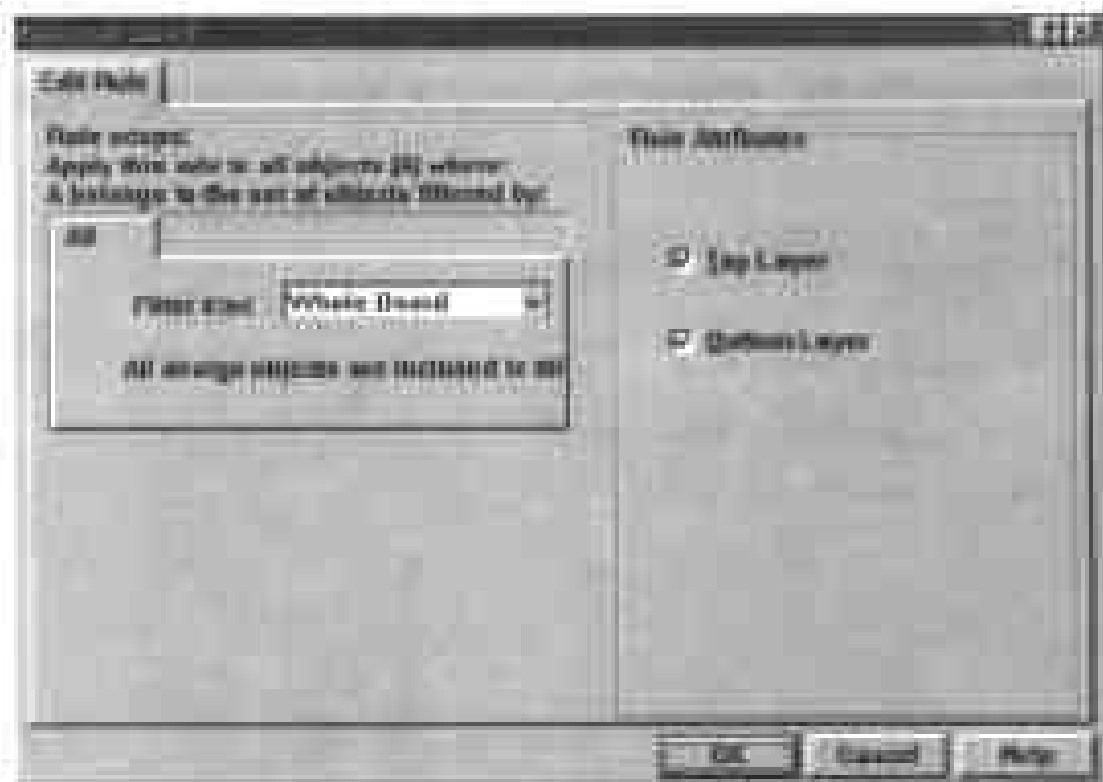 Edit Rule
Rule scope:
Apply this rule to all objects (A) where
A belongs to the set of objects filtered by:
All
Filter Kind
Whole Board
All design objects are included in
Rule Attributes
Top Layer
Bottom Layer
OK
Cancel
Help